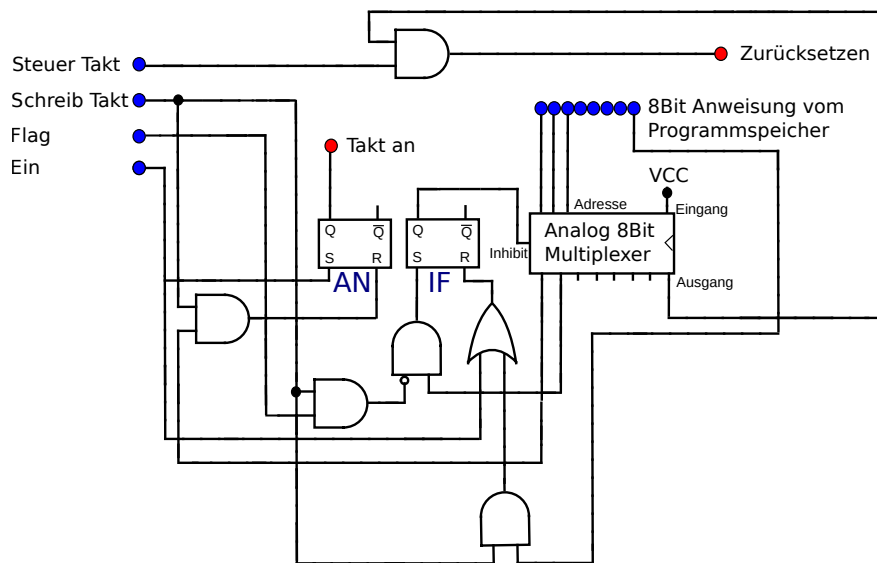 Steuer Takt
Zurücksetzen
Schreib Takt
8Bit Anweisung vom
Programmspeicher
Flag
Takt an
Ein
VCC
Adresse
Eingang
Q
Q
Q
Q
Analog 8Bit
Multiplexer
Inhibit
S
R
S
R
AN
IF
Ausgang